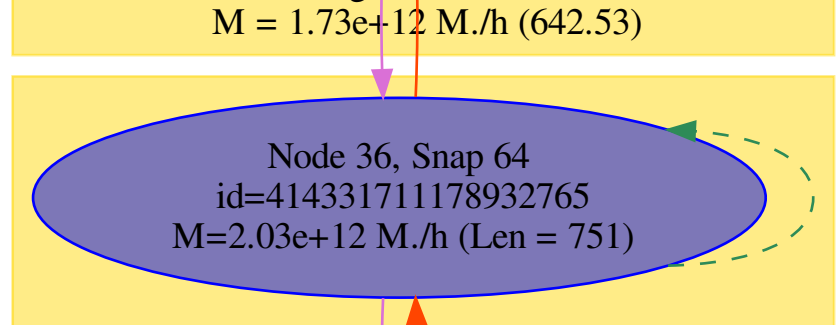 M = 1.73e+12 M./h (642.53)
Node 36, Snap 64
id=414331711178932765
M=2.03e+12 M./h (Len = 751)